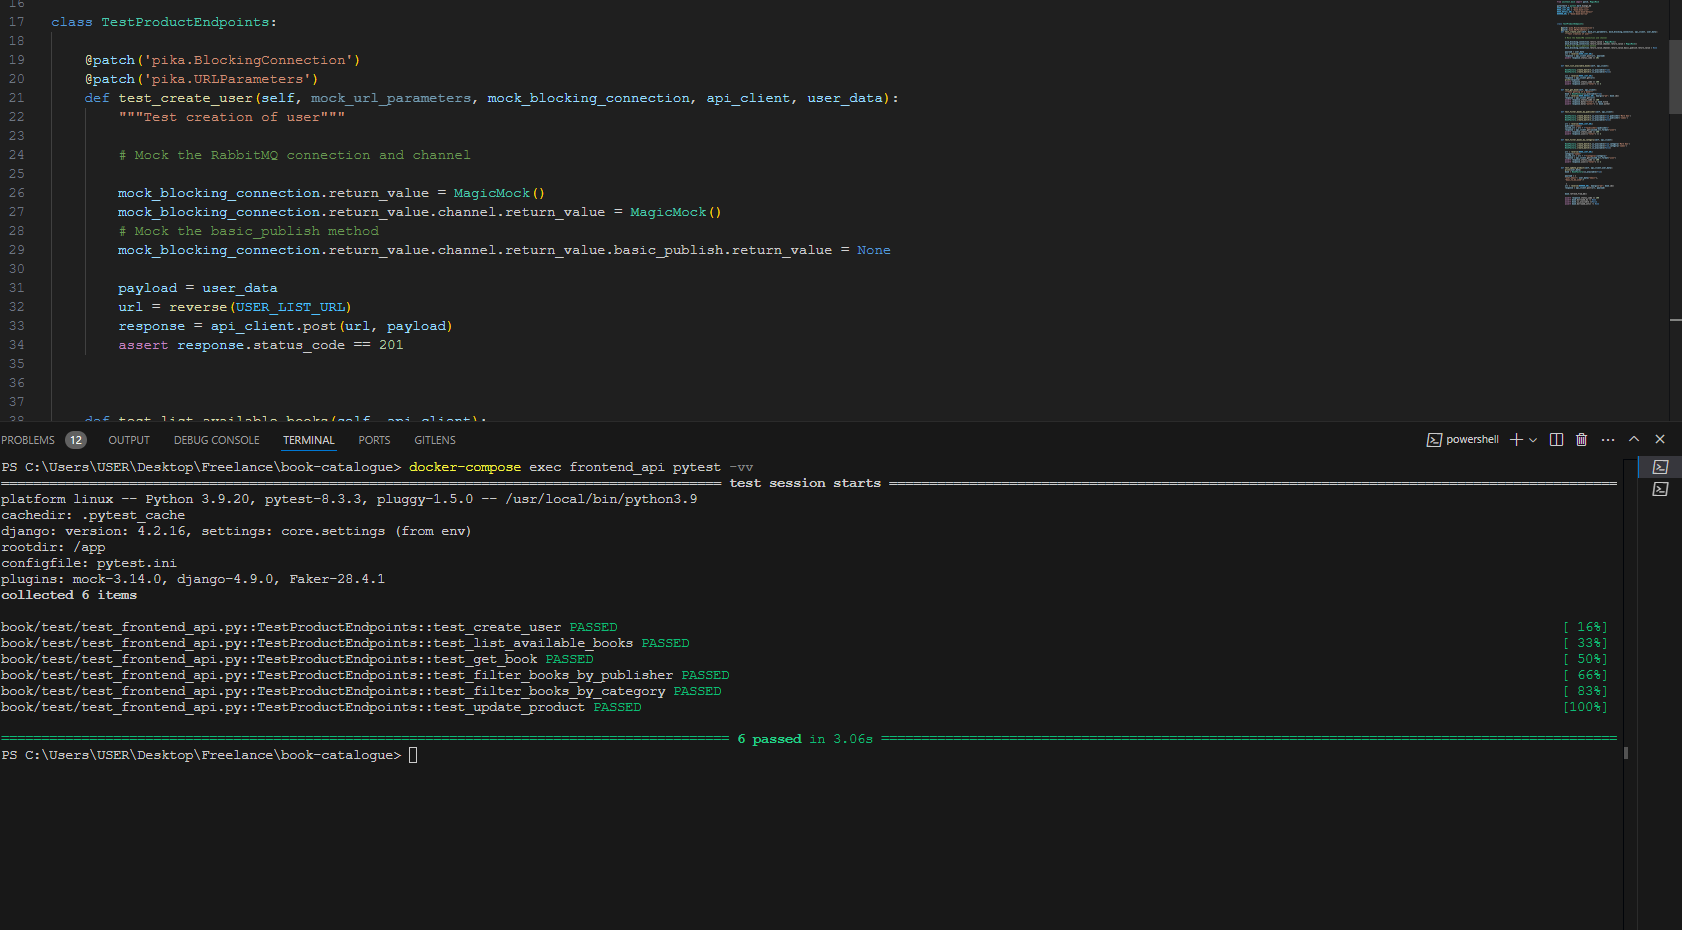 16
17 class TestProductEndpoints:
18
19 @patch('pika.BlockingConnection')
20 @patch('pika.URLParameters')
21 def test_create_user(self, mock_url_parameters, mock_blocking_connection, api_client, user_data):
22 """Test creation of user"""
23
24 # Mock the RabbitMQ connection and channel
25
26 mock_blocking_connection.return_value = MagicMock()
27 mock_blocking_connection.return_value.channel.return_value = MagicMock()
28 # Mock the basic_publish method
29 mock_blocking_connection.return_value.channel.return_value.basic_publish.return_value = None
30
31 payload = user_data
32 url = reverse(USER_LIST_URL)
33 response = api_client.post(url, payload)
34 assert response.status_code == 201
35
36
37
38 def test_list_available_books(self, api_client):
PROBLEMS 12 OUTPUT DEBUG CONSOLE TERMINAL PORTS GITLENS powershell
PS C:\Users\USER\Desktop\Freelance\book-catalogue> docker-compose exec frontend_api pytest -vv
test session starts
platform linux -- Python 3.9.20, pytest-8.3.3, pluggy-1.5.0 -- /usr/local/bin/python3.9
cachedir: .pytest_cache
django: version: 4.2.16, settings: core.settings (from env)
rootdir: /app
configfile: pytest.ini
plugins: mock-3.14.0, django-4.9.0, Faker-28.4.1
collected 6 items
book/test/test_frontend_api.py::TestProductEndpoints::test_create_user PASSED [ 16%]
book/test/test_frontend_api.py::TestProductEndpoints::test_list_available_books PASSED [ 33%]
book/test/test_frontend_api.py::TestProductEndpoints::test_get_book PASSED [ 50%]
book/test/test_frontend_api.py::TestProductEndpoints::test_filter_books_by_publisher PASSED [ 66%]
book/test/test_frontend_api.py::TestProductEndpoints::test_filter_books_by_category PASSED [ 83%]
book/test/test_frontend_api.py::TestProductEndpoints::test_update_product PASSED [100%]
6 passed in 3.06s
PS C:\Users\USER\Desktop\Freelance\book-catalogue>